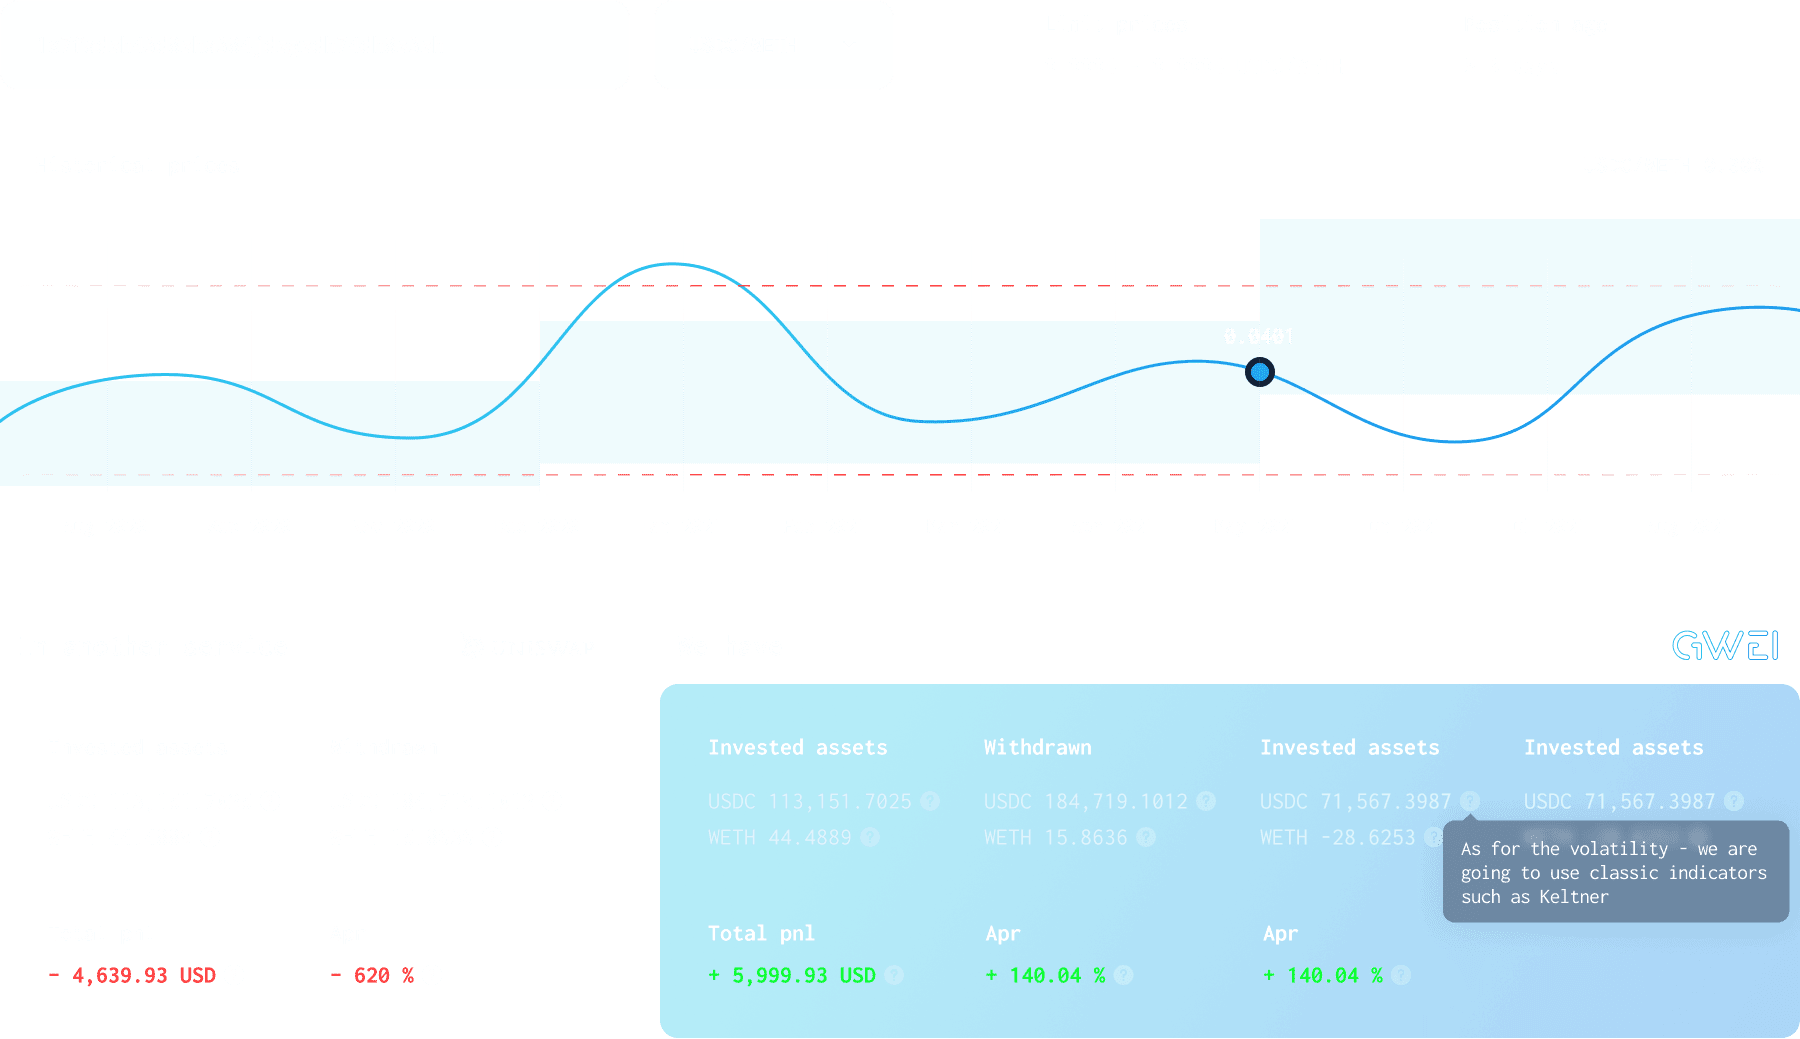 0.0401
GWEI
Invested assets
Withdrawn
Invested assets
Invested assets
USDC 113,151.7025 ?
USDC 184,719.1012 ?
USDC 71,567.3987 ?
USDC 71,567.3987 ?
WETH 44.4889 ?
WETH 15.8636 ?
WETH -28.6253 ?
As for the volatility - we are
going to use classic indicators
such as Keltner
Total pnl
Apr
Apr
- 4,639.93 USD
- 620 %
+ 5,999.93 USD ?
+ 140.04 % ?
+ 140.04 % ?